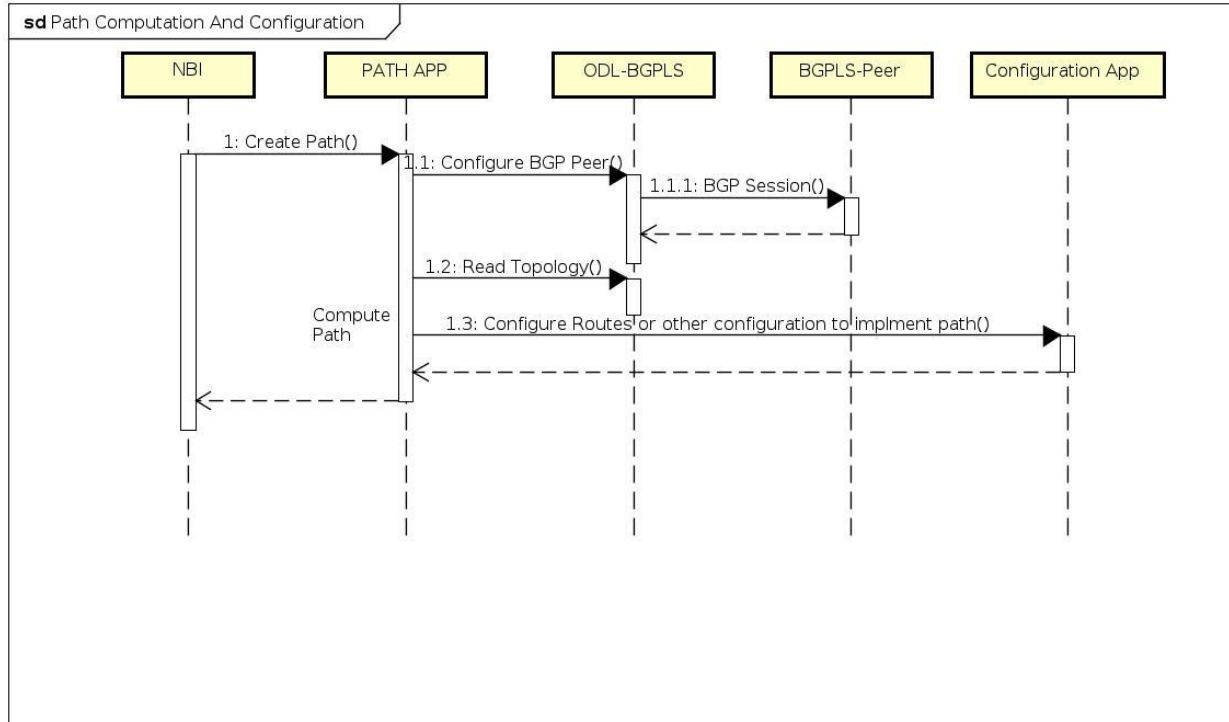 sd Path Computation And Configuration
NBI
PATH APP
ODL-BGPLS
BGPLS-Peer
Configuration App
1: Create Path()
1.1: Configure BGP Peer()
1.1.1: BGP Session()
1.2: Read Topology()
Compute
Path
1.3: Configure Routes or other configuration to implment path()